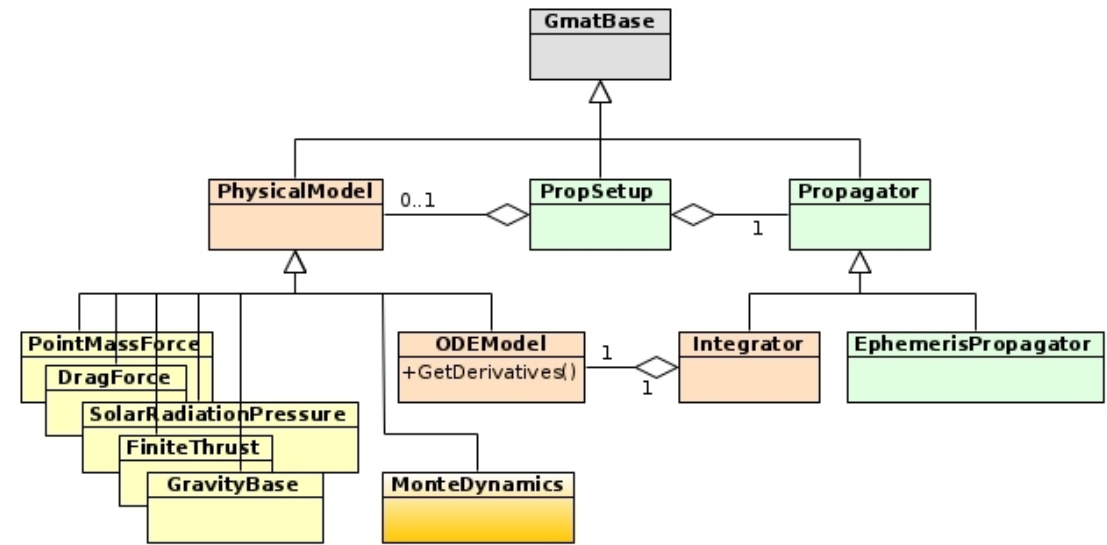 GmatBase
PhysicalModel
0..1
PropSetup
1
Propagator
PointMassForce
DragForce
SolarRadiationPressure
FiniteThrust
GravityBase
ODEModel
+GetDerivatives()
1
1
Integrator
EphemerisPropagator
MonteDynamics